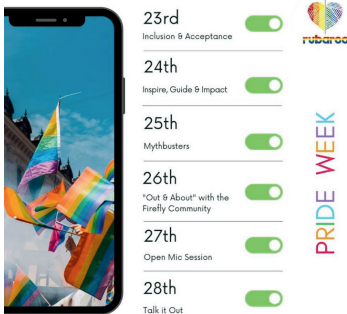 23rd
Inclusion & Acceptance
24th
Inspire, Guide & Impact
25th
Mythbusters
26th
"Out & About" with the
Firefly Community
27th
Open Mic Session
28th
Talk it Out
rubaroo
PRIDE WEEK